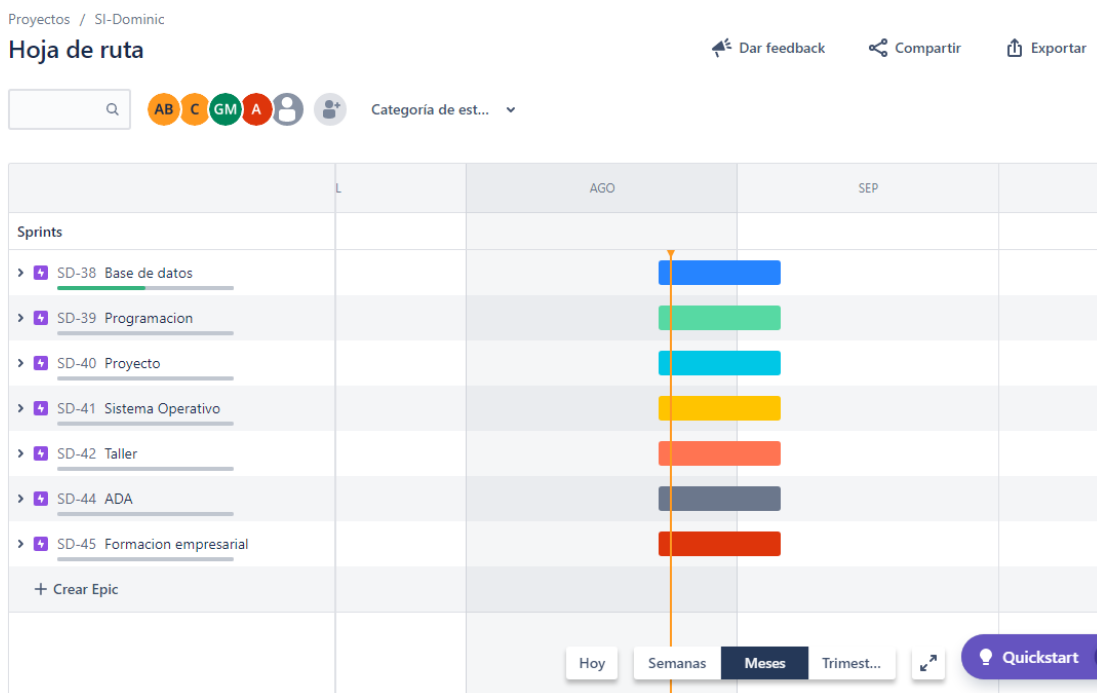 Proyectos / SI-Dominic
Hoja de ruta
Dar feedback
Compartir
Exportar
AB C GM A
Categoría de est...
L
AGO
SEP
Sprints
SD-38 Base de datos
SD-39 Programacion
SD-40 Proyecto
SD-41 Sistema Operativo
SD-42 Taller
SD-44 ADA
SD-45 Formacion empresarial
+ Crear Epic
Hoy
Semanas
Meses
Trimest...
Quickstart